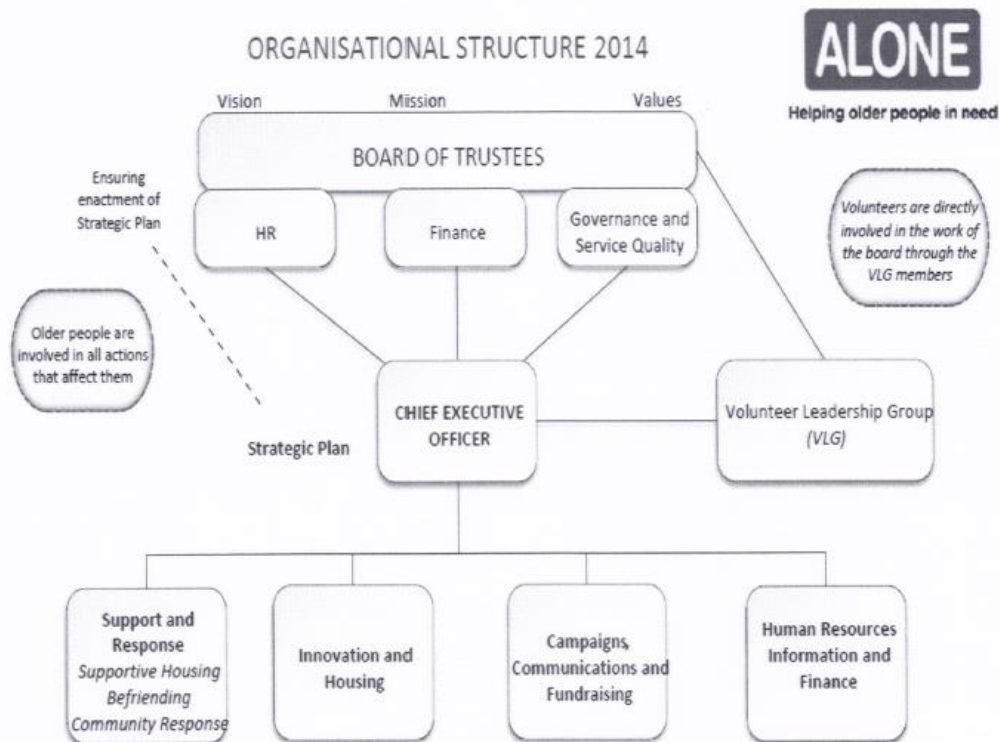 ORGANISATIONAL STRUCTURE 2014
ALONE
Helping older people in need
Vision
Miission
Values
BOARD OF TRUSTEES
HR
Finance
Governance and
Service Quality
Ensuring
enactment of
Strategic Plan
Volunteers are directly
involved in the work of
the board through the
VLG members
Older people are
involved in all actions
that affect them
Strategic Plan
CHIEF EXECUTIVE
OFFICER
Volunteer Leadership Group
(VLG)
Support and
Response
Supportive Housing
Befriending
Community Response
Innovation and
Housing
Campaigns,
Communications and
Fundraising
Human Resources
Information and
Finance